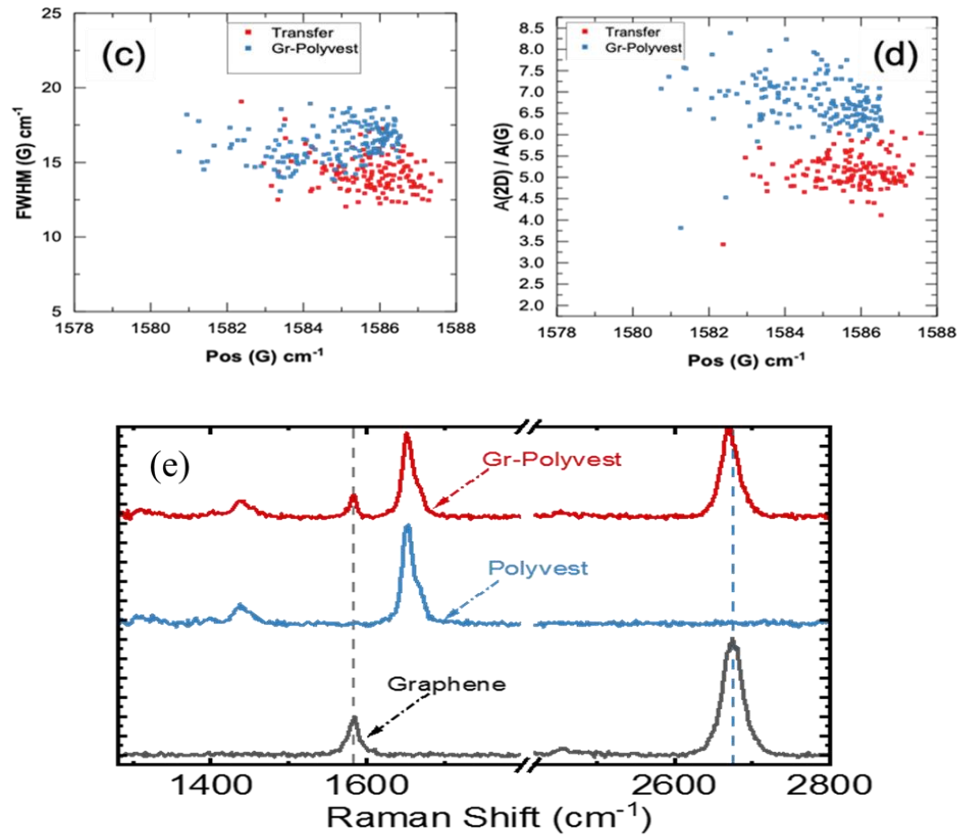 (c)
Transfer
Gr-Polyvest
25
20
15
10
5
FWHM (G) cm⁻¹
1578 1580 1582 1584 1586 1588
Pos (G) cm⁻¹
(d)
Transfer
Gr-Polyvest
8.5
8.0
7.5
7.0
6.5
6.0
5.5
5.0
4.5
4.0
3.5
3.0
2.5
2.0
A(2D) / A(G)
1578 1580 1582 1584 1586 1588
Pos (G) cm⁻¹
(e)
Gr-Polyvest
Polyvest
Graphene
1400 1600 2600 2800
Raman Shift (cm⁻¹)